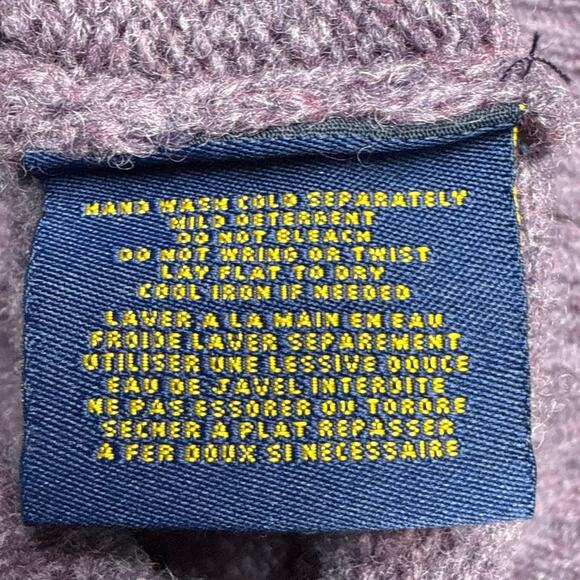 HAND WASH COLD SEPARATELY
MILD DETERGENT
DO NOT BLEACH
DO NOT WRING OR TWIST
LAY FLAT TO DRY
COOL IRON IF NEEDED
LAVER A LA MAIN EN EAU
FROIDE LAVER SEPAREMENT
UTILISER UNE LESSIVE DOUCE
EAU DE JAVEL INTERDITE
NE PAS ESSORER OU TORDRE
SECHER A PLAT REPASSER
A FER DOUX SI NECESSAIRE